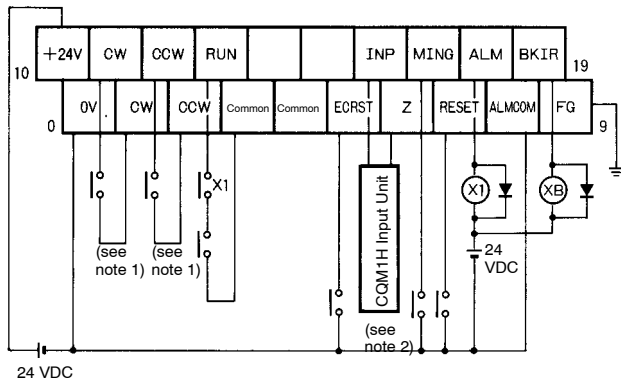 +24V CW CCW RUN INP MING ALM BKIR
10 19
0V CW CCW Common Common ECRST Z RESET ALMCOM FG
0 9
X1 X1 XB
CQM1H Input Unit
(see note 1)
(see note 1)
24 VDC
(see note 2)
24 VDC